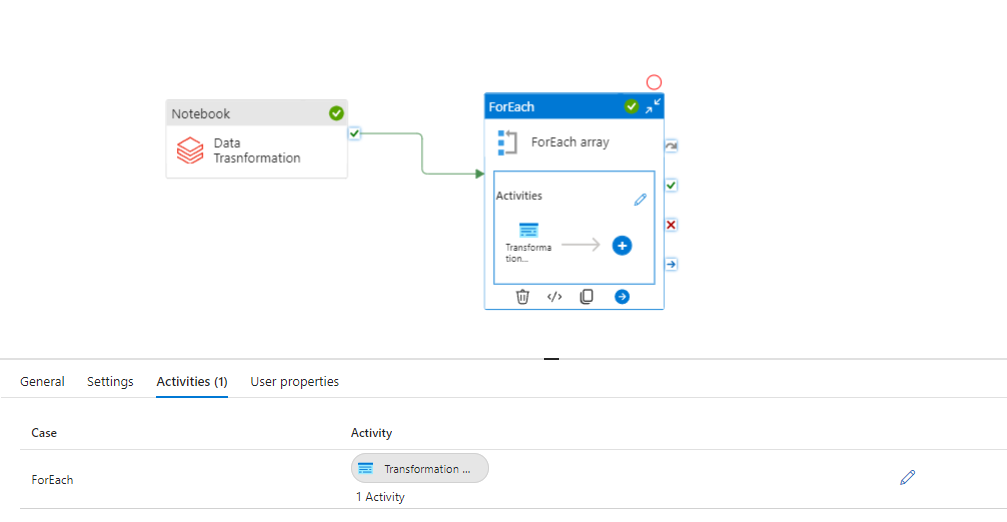 Notebook
Data
Trasnformation
ForEach
ForEach array
Activities
Transforma
tion...
</>
General Settings Activities (1) User properties
Case Activity
Transformation ...
ForEach
1 Activity